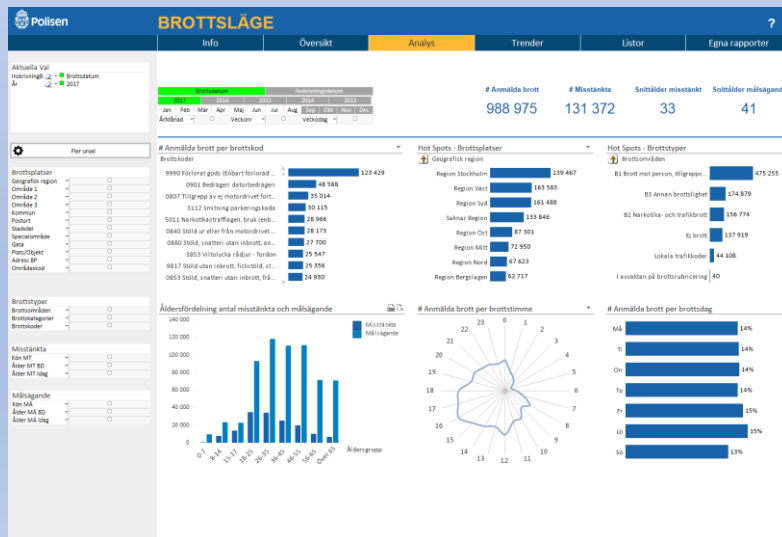 Polisen
BROTTSLÄGE
?
Info
Översikt
Analys
Trender
Listor
Egna rapporter
Aktuella Val
Brottsdatum
År
2017
Brottsdatum
Inskrivningsdatum
2017 2016 2015 2014 2013
Jan Feb Mar Apr Maj Jun Jul Aug Sep Okt Nov Dec
År/Månad
Veckonr
Veckodag
# Anmälda brott
# Misstänkta
Snittålder misstänkt
Snittålder målsägand
988 975
131 372
33
41
Fler urval
Brottsplatser
Geografisk region
Område 1
Område 2
Område 3
Kommun
Postort
Stadsdel
Specialområde
Gata
Plats/Objekt
Adress BP
Områdeskod
Brottstyper
Brottsområden
Brottskategorier
Brottskoder
Misstänkta
Kön MT
Ålder MT BD
Ålder MT Idag
Målsägande
Kön MÄ
Ålder MÄ BD
Ålder MÄ Idag
# Anmälda brott per brottskod
Brottskoder
9990 Förlorat gods (Enbart förlorad ... 123 429
0901 Bedrägeri datorbedrägeri 48 588
0807 Tillgrepp av ej motordrivet fort... 35 014
3112 Smitning parkeringskada 30 115
5011 Narkotikastrafflagen, bruk (enb... 28 966
0840 Stöld ur eller från motordrivet ... 28 173
0880 Stöld, snatteri utan inbrott, an... 27 700
3853 Viltolycka rådjur - fordon 25 547
9817 Stöld utan inbrott, fickstöld, st... 25 356
0853 Stöld, snatteri utan inbrott, frå... 24 930
Hot Spots - Brottsplatser
Geografisk region
Region Stockholm 239 467
Region Väst 163 583
Region Syd 161 488
Saknar Region 133 846
Region Öst 87 301
Region Mitt 72 950
Region Nord 67 623
Region Bergslagen 62 717
Hot Spots - Brottstyper
Brottsområden
B1 Brott mot person, tillgrepps... 475 255
B3 Annan brottslighet 174 879
B2 Narkotika- och trafikbrott 156 774
Ej brott 137 919
Lokala trafikkoder 44 108
I avvaktan på brottsrubricering 40
Åldersfördelning antal misstänkta och målsägande
140 000
120 000
100 000
80 000
60 000
40 000
20 000
0
Misstänkta
Målsägande
0-7
8-14
15-17
18-25
26-35
36-45
46-55
56-65
Över 65
Åldersgrupp
# Anmälda brott per brottstimme
0
1
2
3
4
5
6
7
8
9
10
11
12
13
14
15
16
17
18
19
20
21
22
23
# Anmälda brott per brottsdag
Må 14%
Ti 14%
On 14%
To 14%
Fr 15%
Lö 15%
Sö 13%